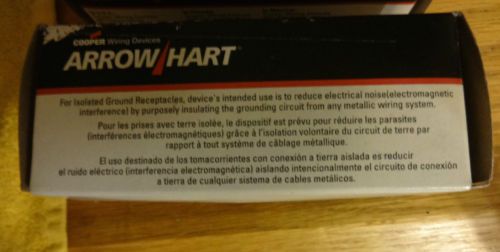 COOPER Wiring Devices
ARROW HART
For Isolated Ground Receptacles, device's intended use is to reduce electrical noise(electromagnetic
interference) by purposely insulating the grounding circuit from any metallic wiring system.
Pour les prises avec terre isolée, le dispositif est prévu pour réduire les parasites
(interférences électromagnétiques) grâce à l'isolation volontaire du circuit de terre par
rapport à tout système de câblage métallique.
El uso destinado de los tomacorrientes con conexión a tierra aislada es reducir
el ruido eléctrico (interferencia electromagnética) aislando intencionalmente el circuito de conexión
a tierra de cualquier sistema de cables metálicos.